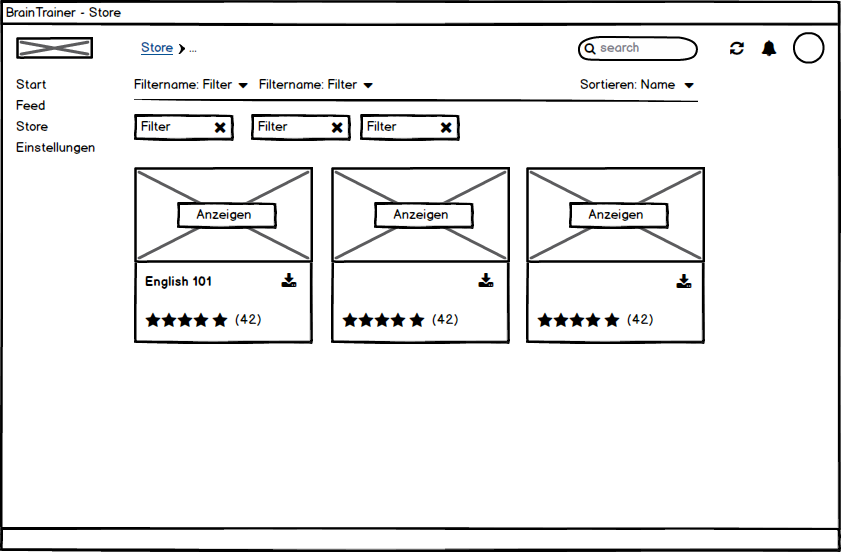 BrainTrainer - Store
Store ...
search
Start
Feed
Store
Einstellungen
Filtername: Filter Filtername: Filter Sortieren: Name
Filter Filter Filter
Anzeigen Anzeigen Anzeigen
English 101
(42) (42) (42)